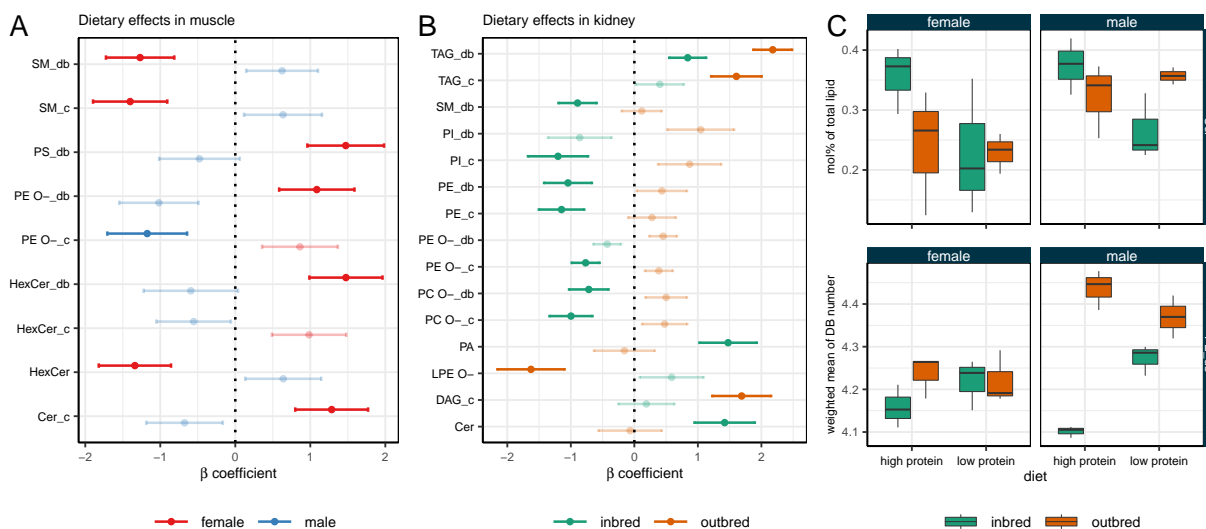 A
Dietary effects in muscle
SM_db
SM_c
PS_db
PE O−_db
PE O−_c
HexCer_db
HexCer_c
HexCer
Cer_c
−2 −1 0 1 2
β coefficient
female male
B
Dietary effects in kidney
TAG_db
TAG_c
SM_db
PI_db
PI_c
PE_db
PE_c
PE O−_db
PE O−_c
PC O−_db
PC O−_c
PA
LPE O−
DAG_c
Cer
−2 −1 0 1 2
β coefficient
inbred outbred
C
female male
mol% of total lipid
0.4
0.3
0.2
female male
weighted mean of DB number
4.4
4.3
4.2
4.1
high protein low protein high protein low protein
diet
inbred outbred